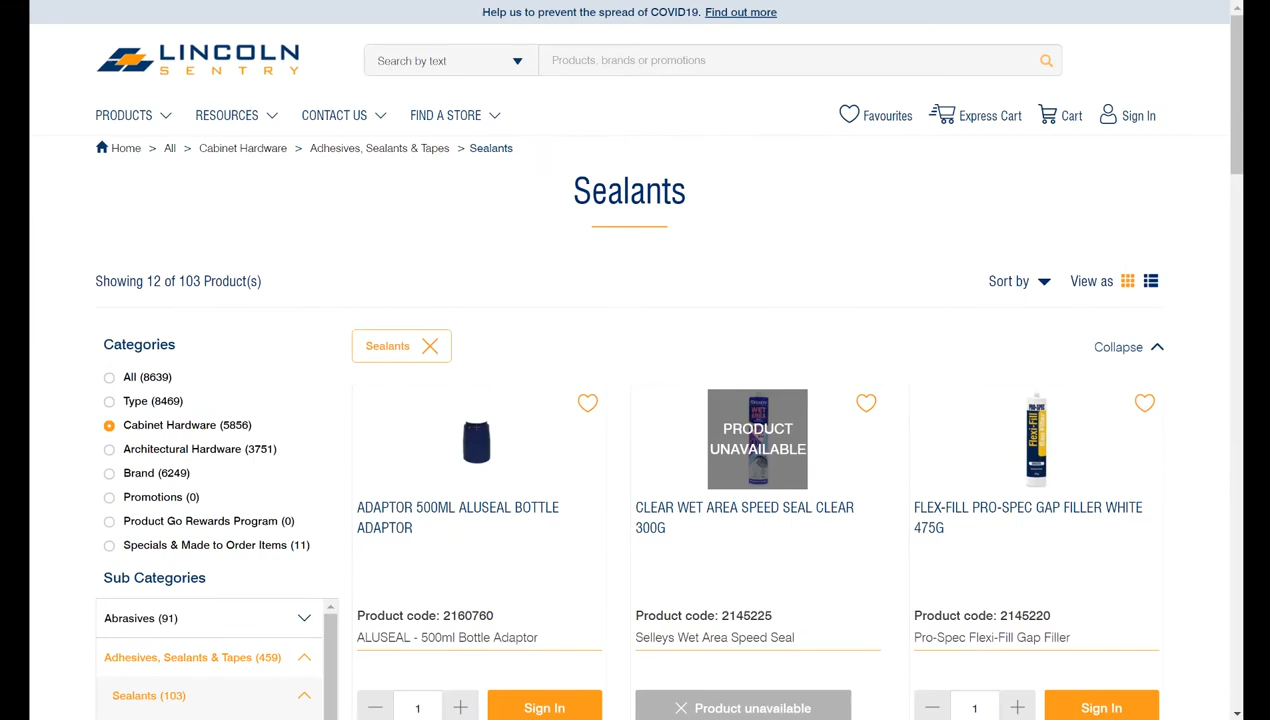 Help us to prevent the spread of COVID19. Find out more
LINCOLN
SENTRY
Search by text
Products, brands or promotions
PRODUCTS RESOURCES CONTACT US FIND A STORE Favourites Express Cart Cart Sign In
Home > All > Cabinet Hardware > Adhesives, Sealants & Tapes > Sealants
Sealants
Showing 12 of 103 Product(s) Sort by View as
Categories
All (8639)
Type (8469)
Cabinet Hardware (5856)
Architectural Hardware (3751)
Brand (6249)
Promotions (0)
Product Go Rewards Program (0)
Specials & Made to Order Items (11)
Sub Categories
Abrasives (91)
Adhesives, Sealants & Tapes (459)
Sealants (103)
Sealants Collapse
ADAPTOR 500ML ALUSEAL BOTTLE
ADAPTOR
Product code: 2160760
ALUSEAL - 500ml Bottle Adaptor
1 Sign In
PRODUCT
UNAVAILABLE
CLEAR WET AREA SPEED SEAL CLEAR
300G
Product code: 2145225
Selleys Wet Area Speed Seal
Product unavailable
PRO-SPEC
Flexi-Fill
FLEX-FILL PRO-SPEC GAP FILLER WHITE
475G
Product code: 2145220
Pro-Spec Flexi-Fill Gap Filler
1 Sign In